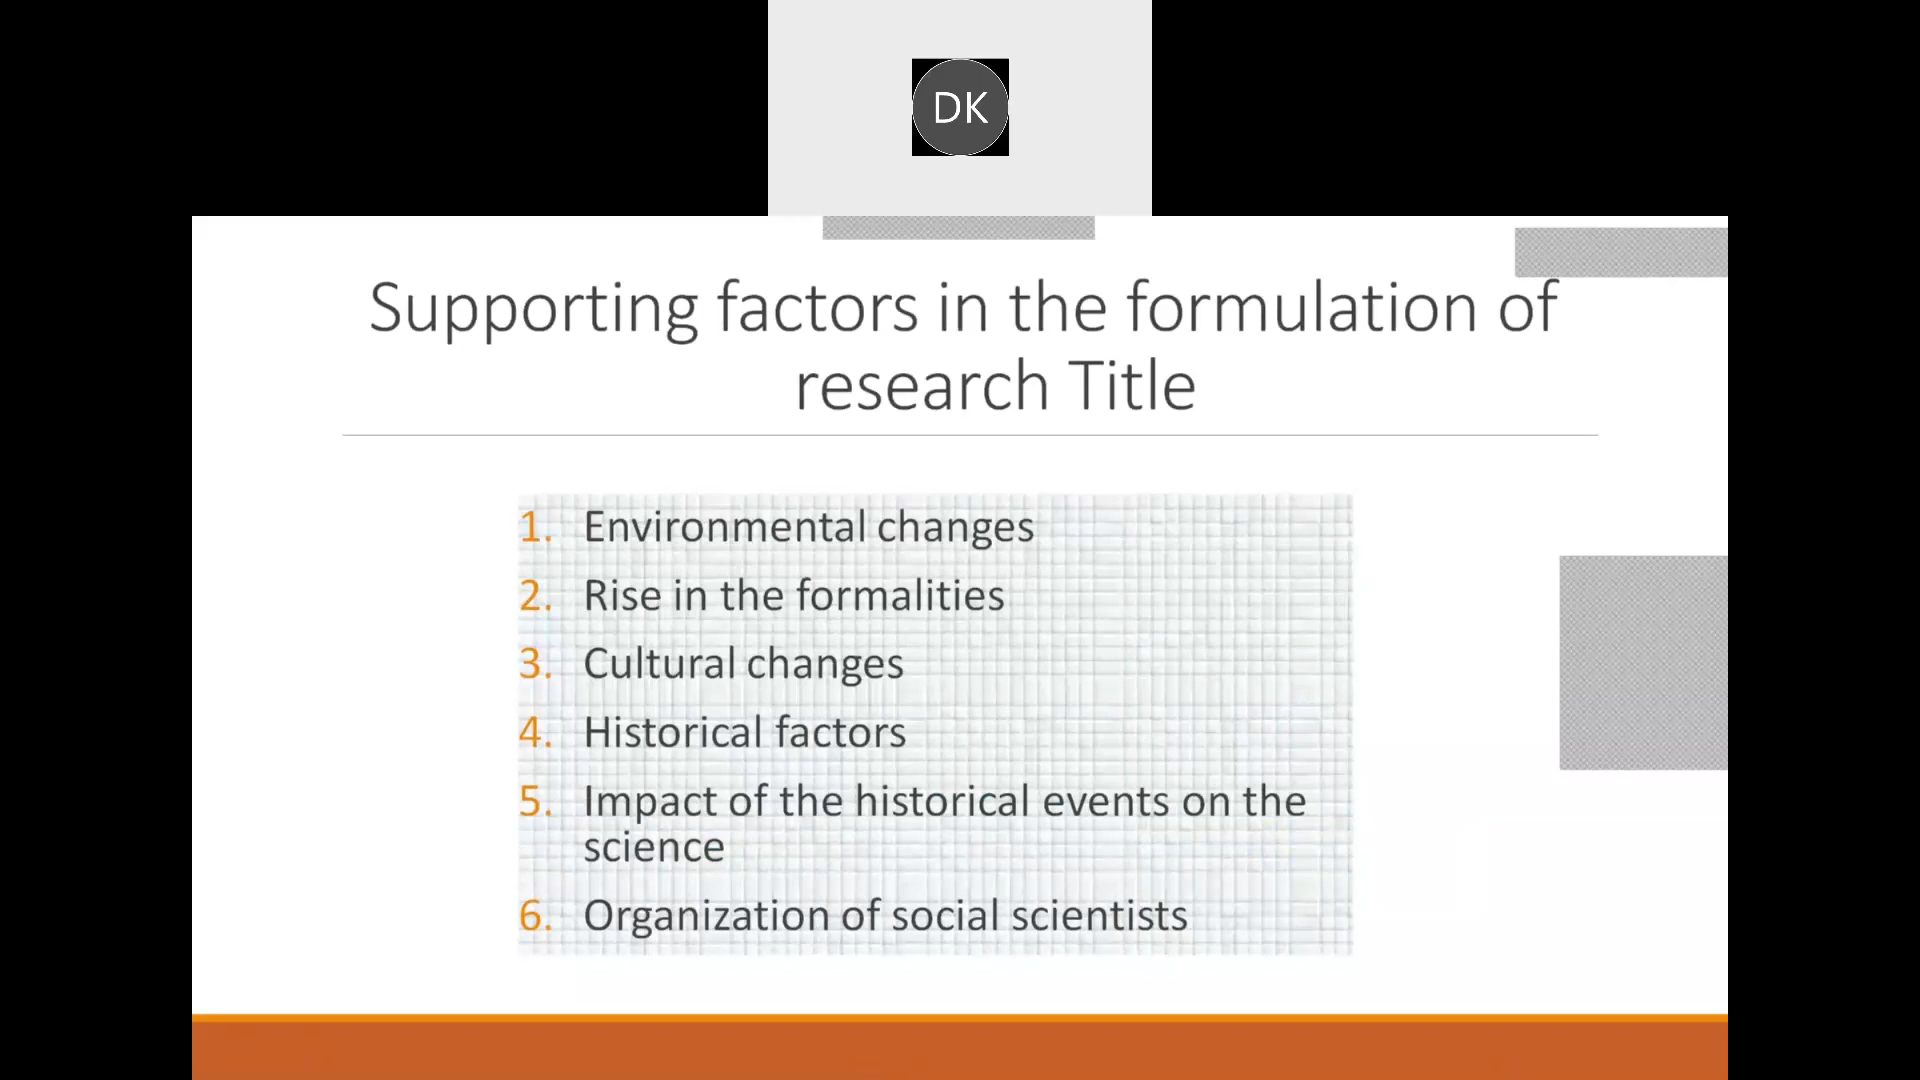 DK
Supporting factors in the formulation of
research Title
1. Environmental changes
2. Rise in the formalities
3. Cultural changes
4. Historical factors
5. Impact of the historical events on the
science
6. Organization of social scientists